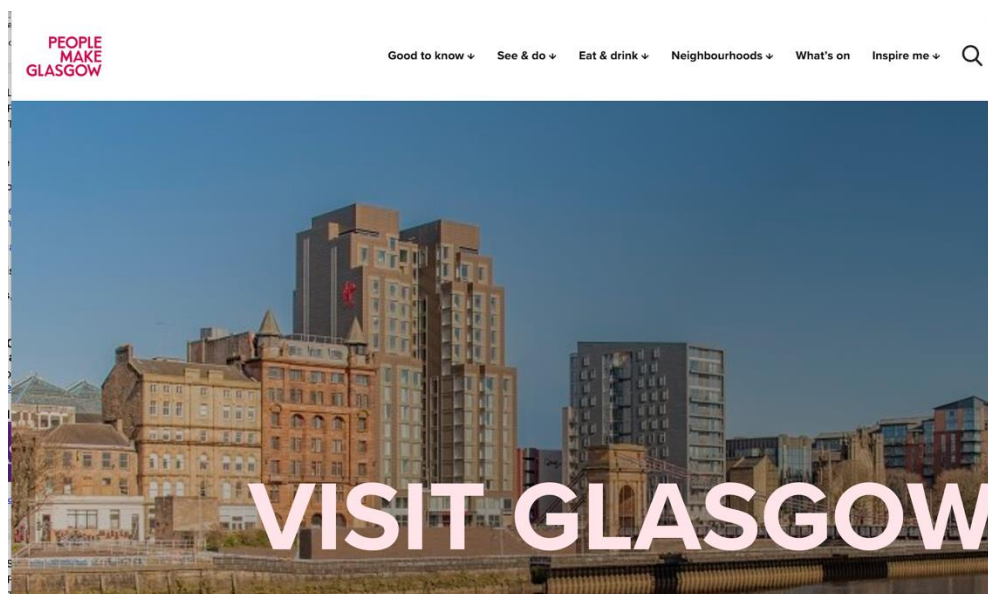 PEOPLE
MAKE
GLASGOW
Good to know ↓ See & do ↓ Eat & drink ↓ Neighbourhoods ↓ What's on Inspire me ↓
VISIT GLASGOW